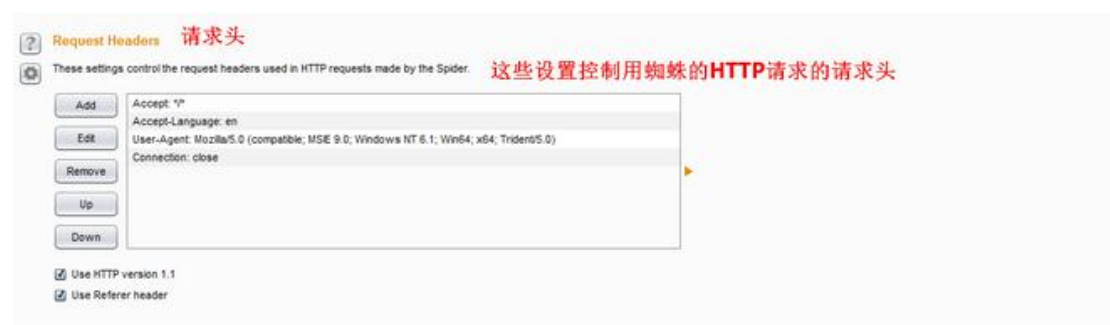 Request Headers 请求头
These settings control the request headers used in HTTP requests made by the Spider. 这些设置控制用蜘蛛的HTTP请求的请求头
Add
Accept: */*
Accept-Language: en
Edit
User-Agent: Mozilla/5.0 (compatible; MSIE 9.0; Windows NT 6.1; Win64; x64; Trident/5.0)
Connection: close
Remove
Up
Down
Use HTTP version 1.1
Use Referer header